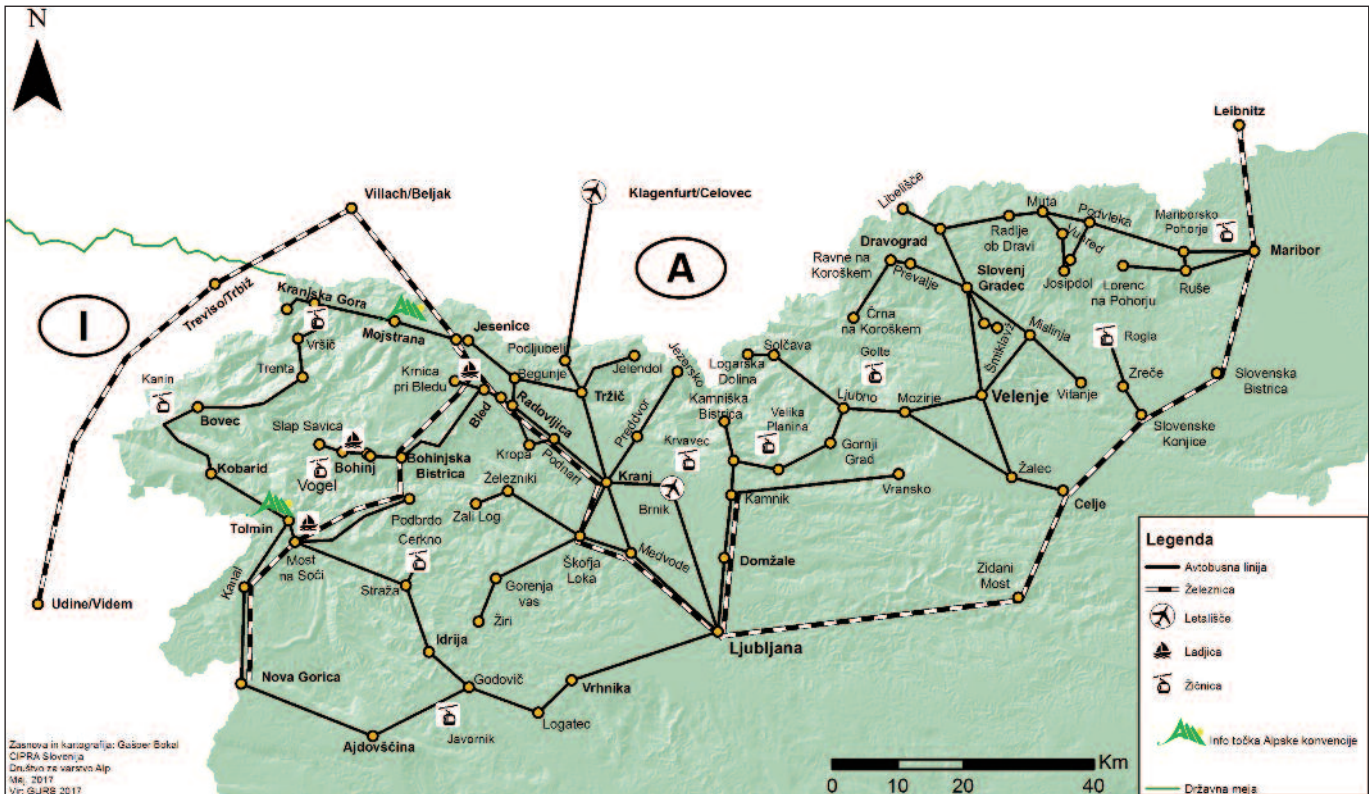 N
Leibnitz
Villach/Beljak
Klagenfurt/Celovec
Libelišče
Muta
Podvleka
Mariborsko
Pohorje
Vuhred
Radlje
ob Dravi
Maribor
A
Dravograd
Ravne na
Koroškem
Prevalje
Slovenj
Gradec
Josipdol
Lorenc
na Pohorju
Ruše
I
Treviso/Trbiž
Kranjska Gora
Mojstrana
Jesenice
Vršič
Podljubelj
Jelendol
Jezersko
Logarska
Dolina
Solčava
Črna
na Koroškem
Golte
Šmiklavž
Mislinja
Rogla
Trenta
Krnica
pri Bledu
Begunje
Tržič
Kamniška
Bistrica
Ljubno
Zreče
Slovenska
Bistrica
Kanin
Bovec
Bled
Radovljica
Preddvor
Velika
Planina
Mozirje
Velenje
Vitanje
Slovenske
Konjice
Slap Savica
Bohinj
Vogel
Bohinjska
Bistrica
Kropa
Podnart
Krvavec
Gornji
Grad
Kobarid
Železniki
Kranj
Žalec
Zali Log
Brnik
Kamnik
Vransko
Celje
Tolmin
Podbrdo
Cerkno
Most
na Soči
Straža
Škofja
Loka
Medvode
Domžale
Zidani
Most
Kanal
Gorenja
vas
Žiri
Udine/Videm
Idrija
Ljubljana
Nova Gorica
Godovič
Vrhnika
Logatec
Ajdovščina
Javornik
Legenda
Avtobusna linija
Železnica
Letališče
Ladjica
Žičnica
Info točka Alpske konvencije
Državna meja
Km
0 10 20 40
Zasnova in kartografija: Gašper Bokal
CIPRA Slovenija
Društvo za varstvo Alp
Maj, 2017
Vir: GURS 2017